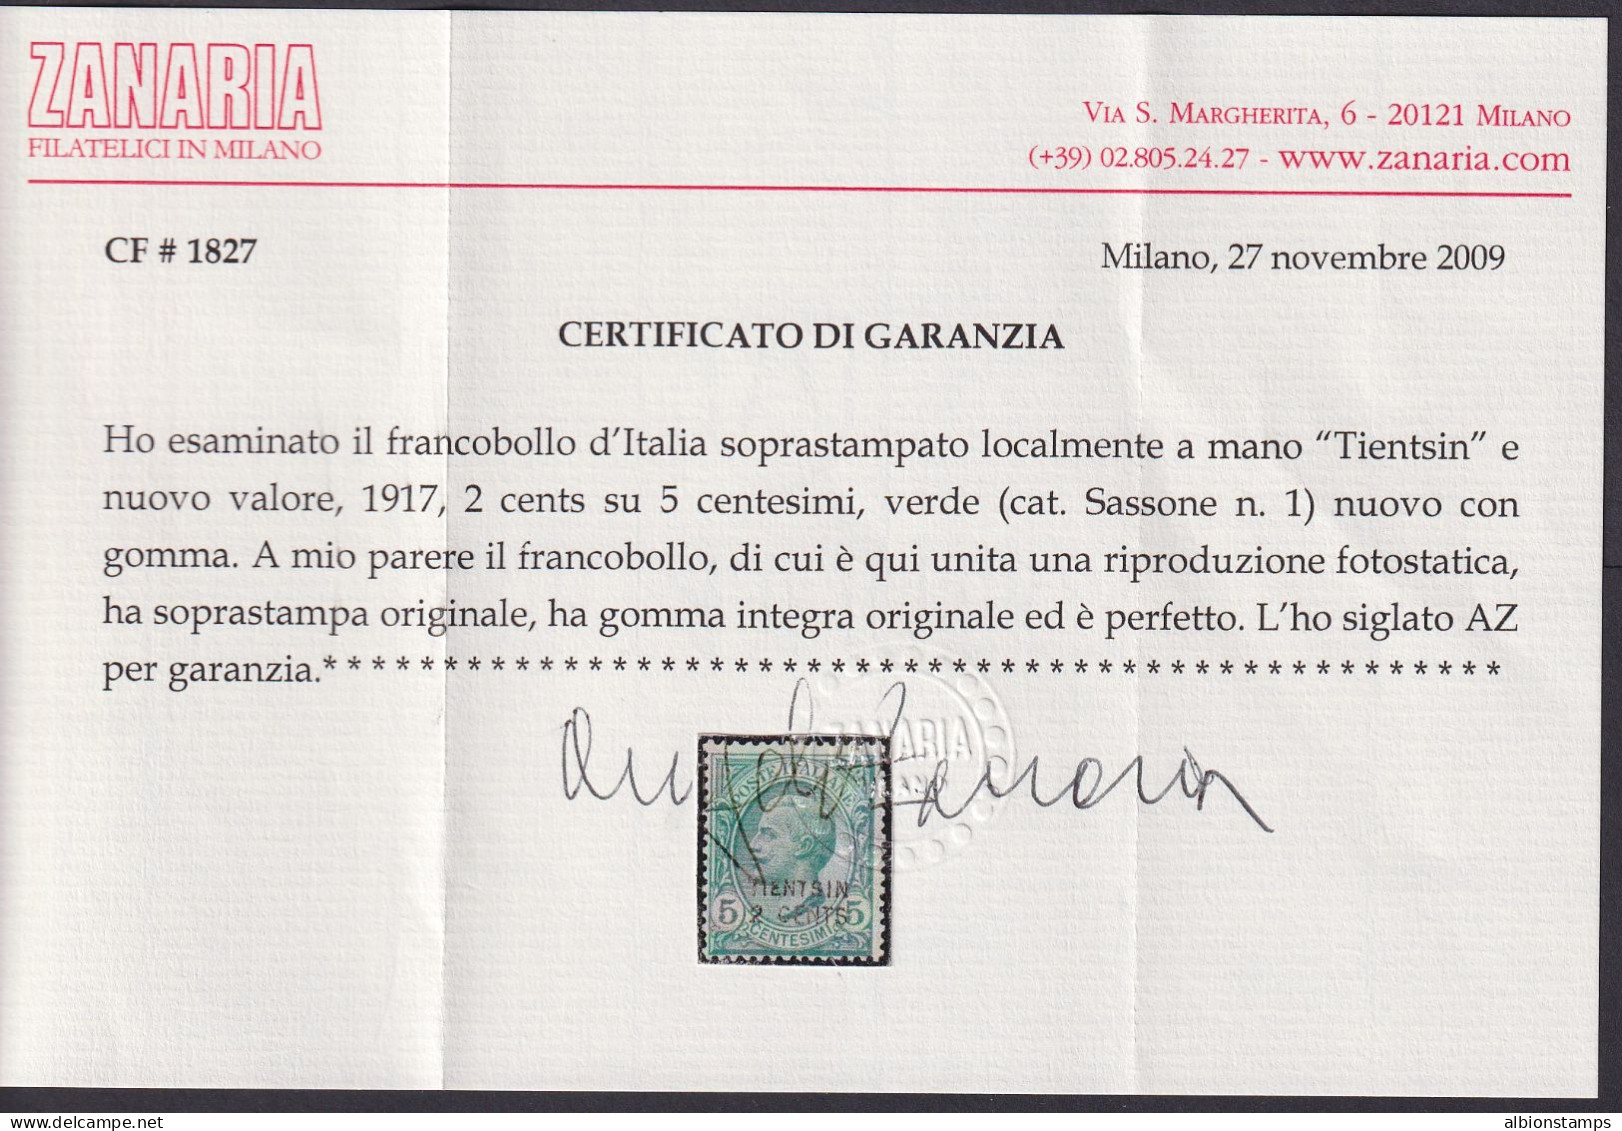 ZANARIA
FILATELICI IN MILANO
VIA S. MARGHERITA, 6 - 20121 MILANO
(+39) 02.805.24.27 - www.zanaria.com
CF # 1827
Milano, 27 novembre 2009
CERTIFICATO DI GARANZIA
Ho esaminato il francobollo d'Italia soprastampato localmente a mano “Tientsin” e
nuovo valore, 1917, 2 cents su 5 centesimi, verde (cat. Sassone n. 1) nuovo con
gomma. A mio parere il francobollo, di cui è qui unita una riproduzione fotostatica,
ha soprastampa originale, ha gomma integra originale ed è perfetto. L'ho siglato AZ
per garanzia.* * * * * * * * * * * * * * * * * * * * * * * * * * * * * * * * * * * * * * * * * * * * * * * * *
ZANARIA
MILANO
POSTE ITALIANE
TIENTSIN
2 CENTS
5 5
CENTESIMI
albionstamps